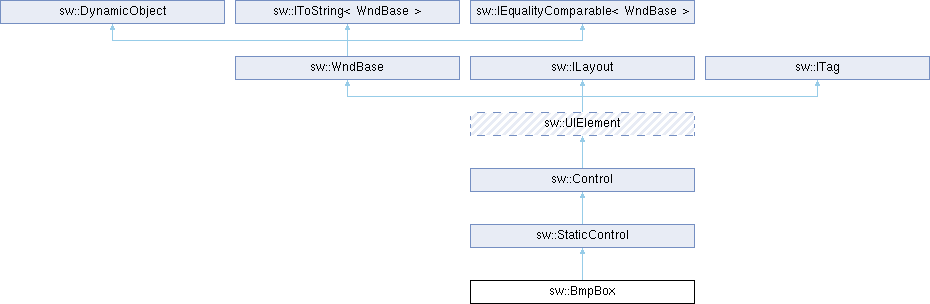 sw::DynamicObject
sw::IToString< WndBase >
sw::IEqualityComparable< WndBase >
sw::WndBase
sw::ILayout
sw::ITag
sw::UIElement
sw::Control
sw::StaticControl
sw::BmpBox